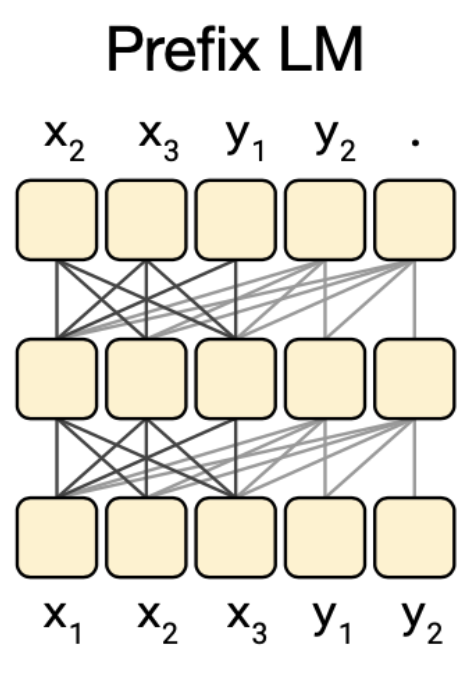 Prefix LM
x₂ x₃ y₁ y₂ .
x₁ x₂ x₃ y₁ y₂